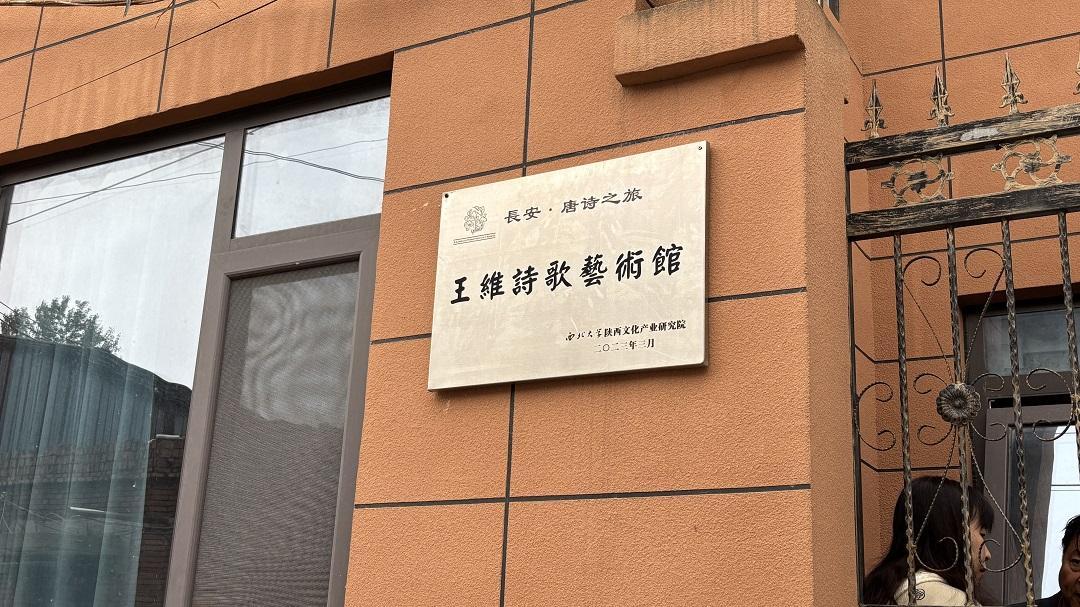 長安·唐诗之旅
王維詩歌藝術館
西北大学陕西文化产业研究院
二〇二三年三月